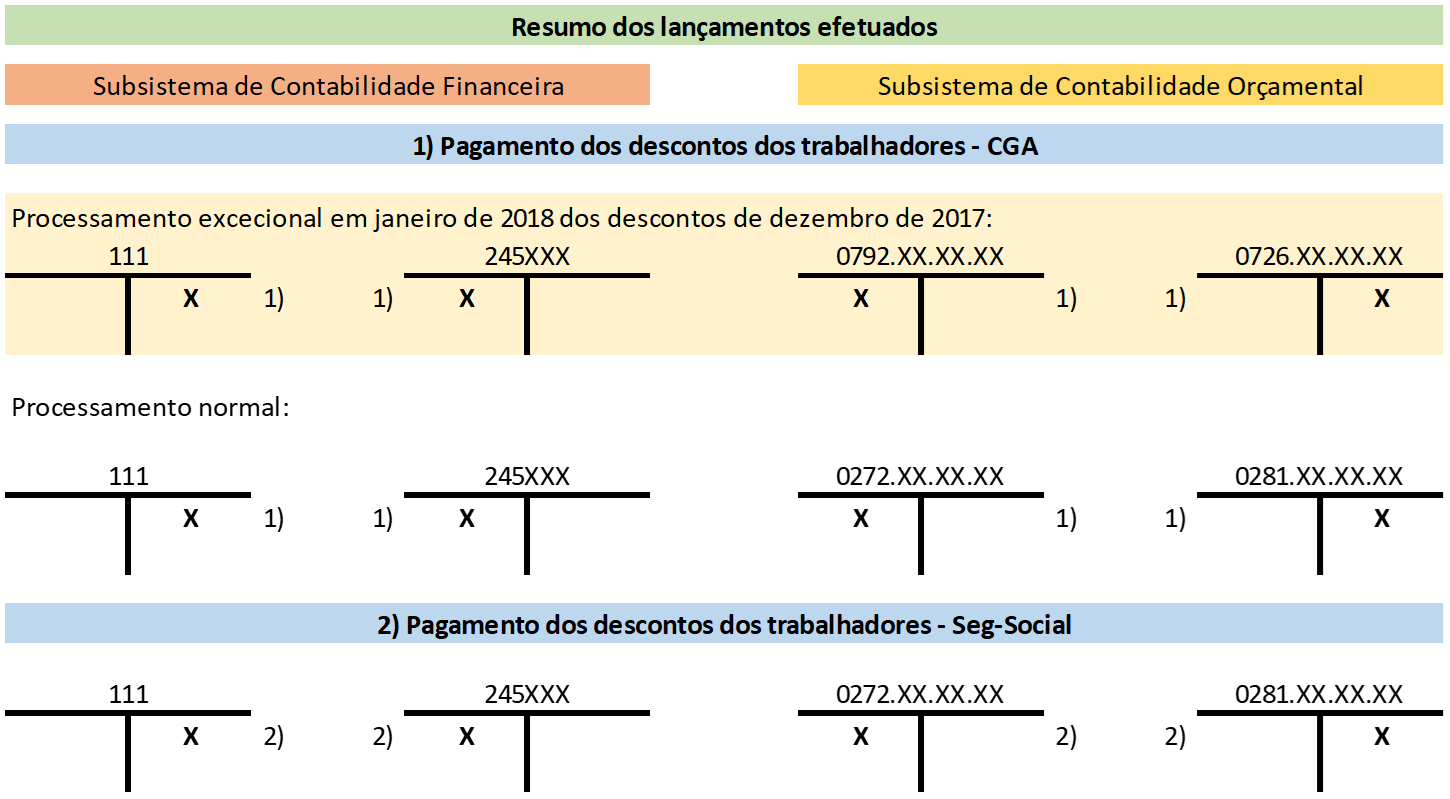 Resumo dos lançamentos efetuados
Subsistema de Contabilidade Financeira Subsistema de Contabilidade Orçamental
1) Pagamento dos descontos dos trabalhadores - CGA
Processamento excecional em janeiro de 2018 dos descontos de dezembro de 2017:
111 245XXX 0792.XX.XX.XX 0726.XX.XX.XX
X 1) 1) X X 1) 1) X
Processamento normal:
111 245XXX 0272.XX.XX.XX 0281.XX.XX.XX
X 1) 1) X X 1) 1) X
2) Pagamento dos descontos dos trabalhadores - Seg-Social
111 245XXX 0272.XX.XX.XX 0281.XX.XX.XX
X 2) 2) X X 2) 2) X